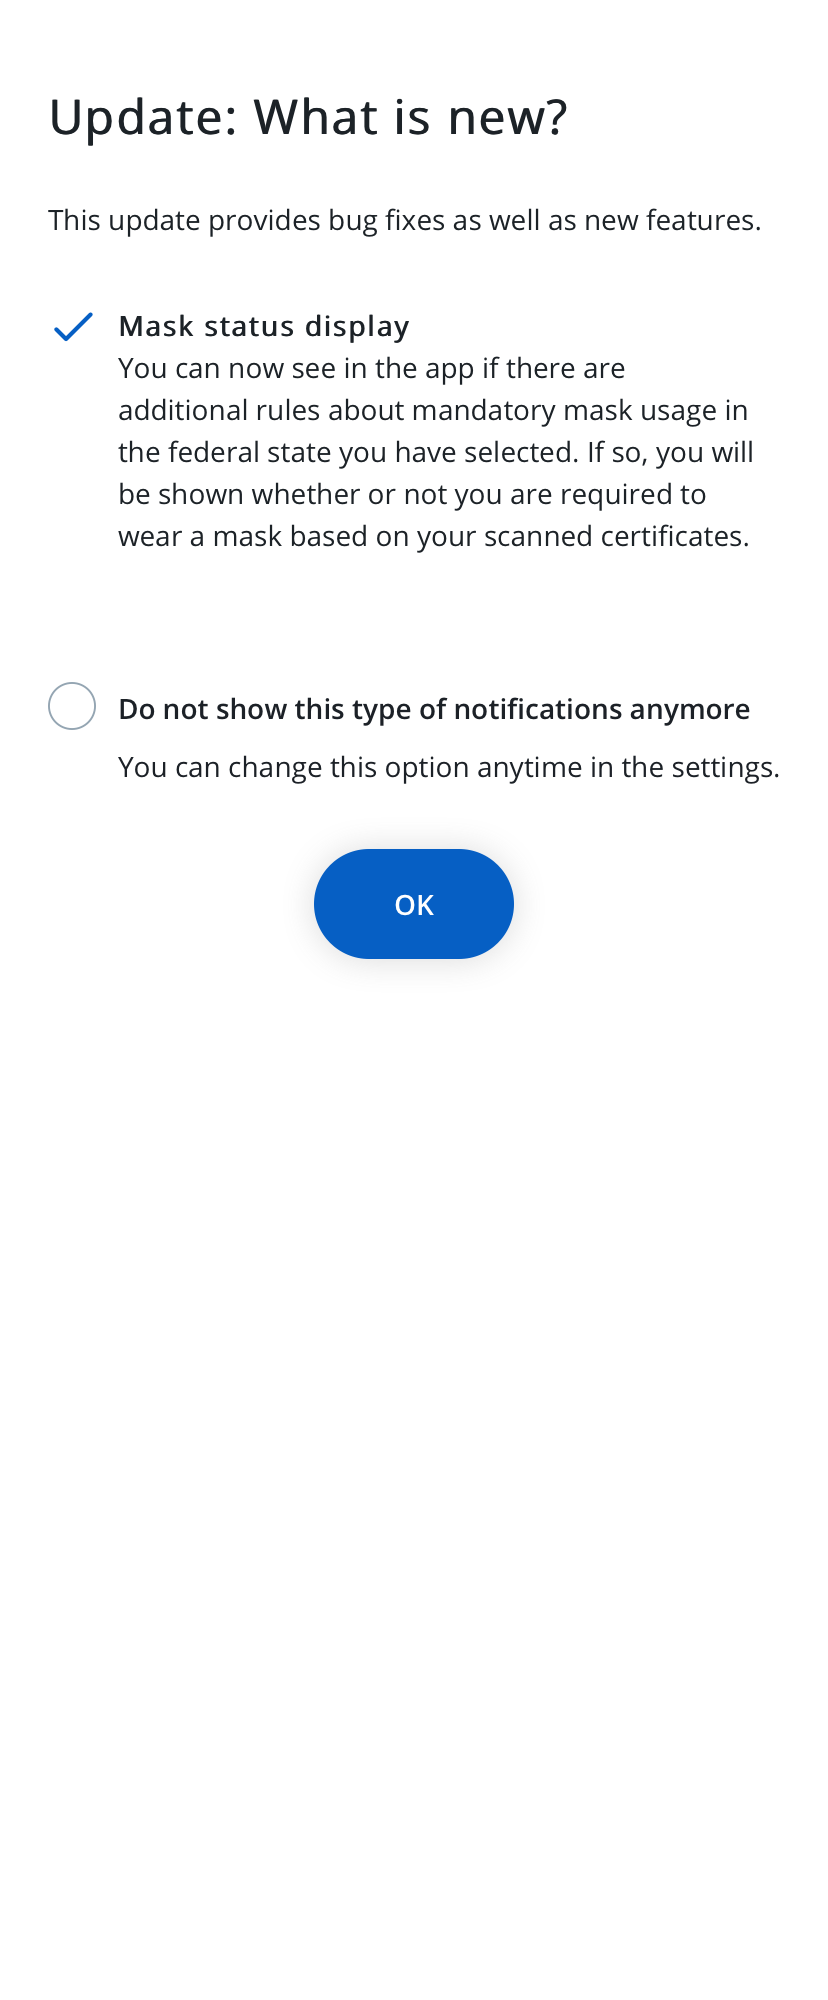 Update: What is new?
This update provides bug fixes as well as new features.
Mask status display
You can now see in the app if there are
additional rules about mandatory mask usage in
the federal state you have selected. If so, you will
be shown whether or not you are required to
wear a mask based on your scanned certificates.
Do not show this type of notifications anymore
You can change this option anytime in the settings.
OK